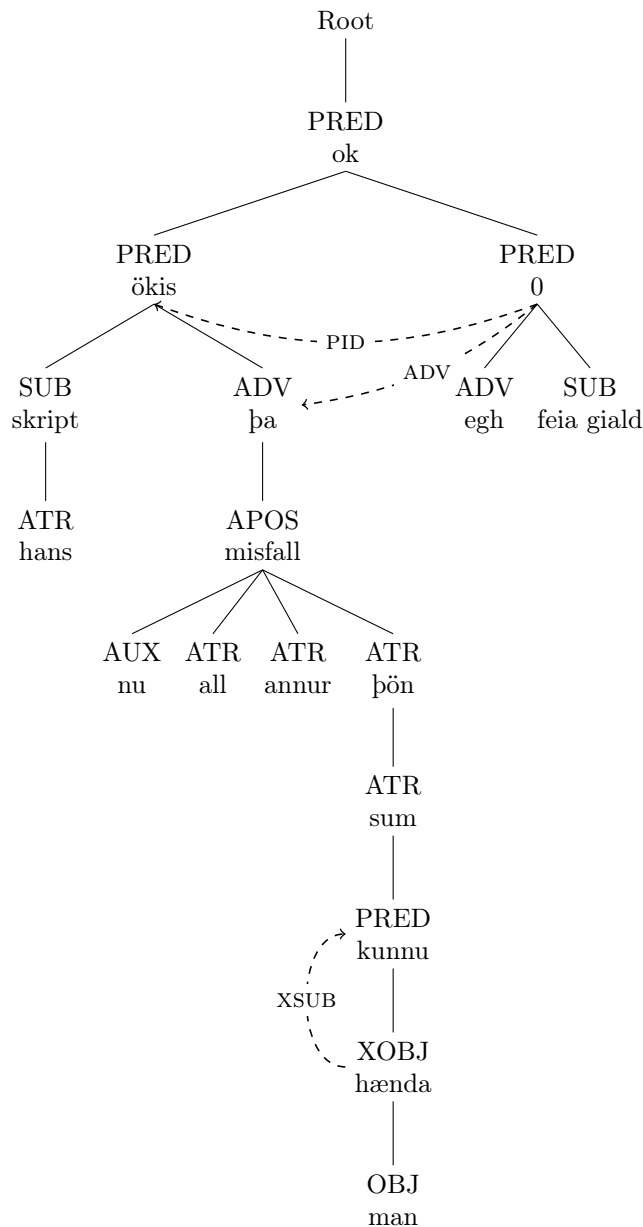 Root
PRED
ok
PRED PRED
ökis 0
PID
ADV
SUB ADV ADV SUB
skript þa egh feia giald
ATR APOS
hans misfall
AUX ATR ATR ATR
nu all annur þön
ATR
sum
PRED
kunnu
XSUB
XOBJ
hænda
OBJ
man